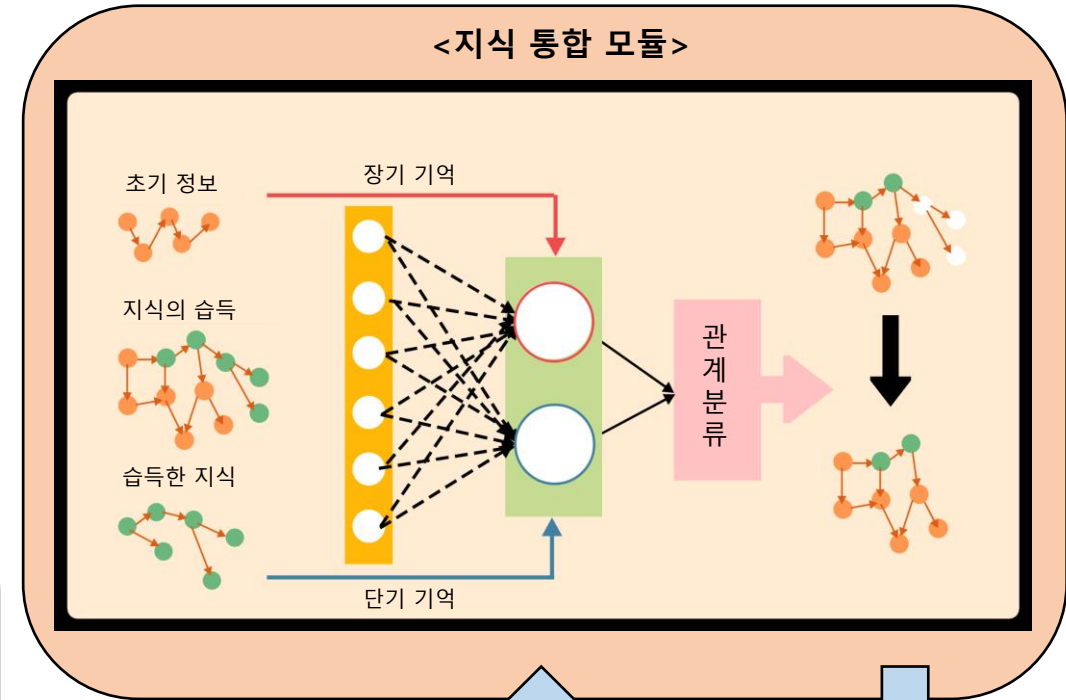 <지식 통합 모듈>
초기 정보
장기 기억
지식의 습득
관
계
분
류
습득한 지식
단기 기억